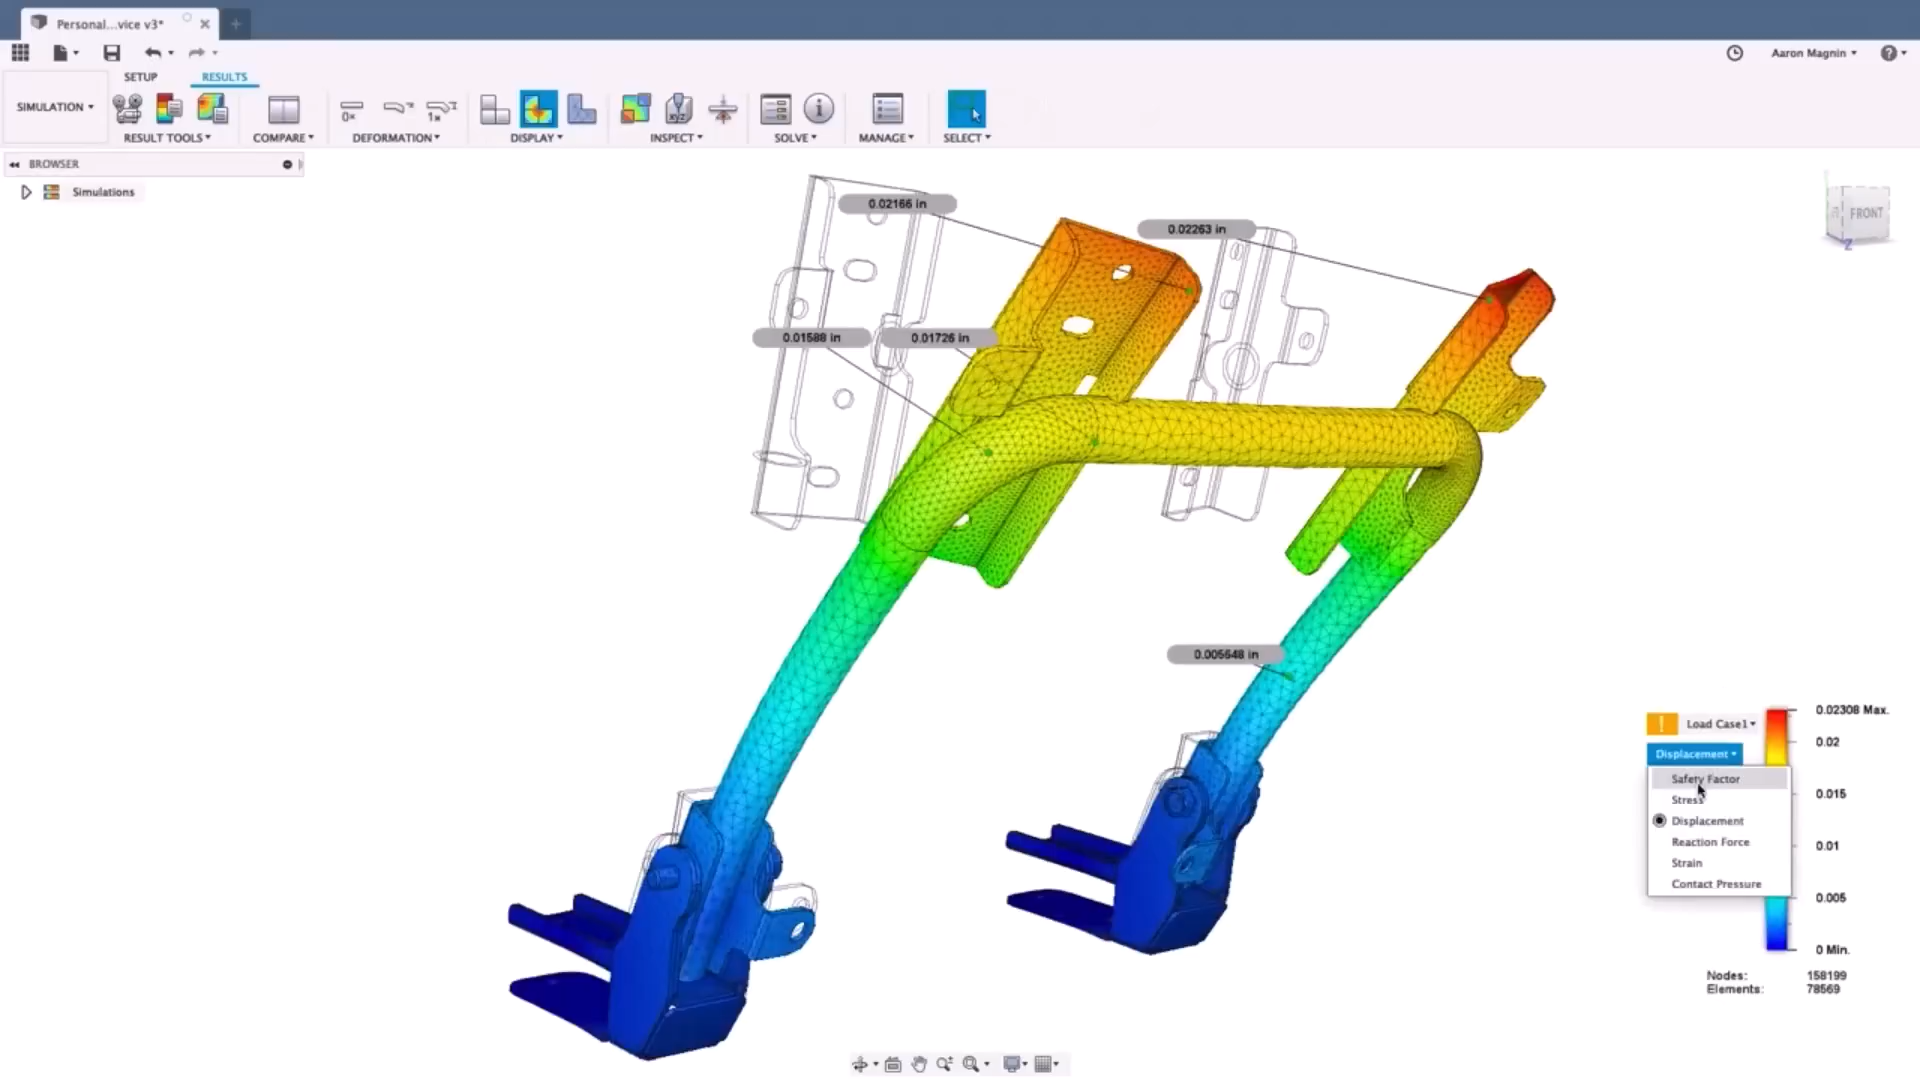 Personal...vice v3*
Aaron Magnin
SETUP
RESULTS
SIMULATION
0x
1x
xyz
RESULT TOOLS
COMPARE
DEFORMATION
DISPLAY
INSPECT
SOLVE
MANAGE
SELECT
BROWSER
Simulations
FRONT
Z
0.02166 in
0.02263 in
0.01588 in
0.01726 in
0.005648 in
Load Case1
0.02308 Max.
0.02
Displacement
Safety Factor
0.015
Stress
Displacement
Reaction Force
0.01
Strain
Contact Pressure
0.005
0 Min.
Nodes: 158199
Elements: 78569